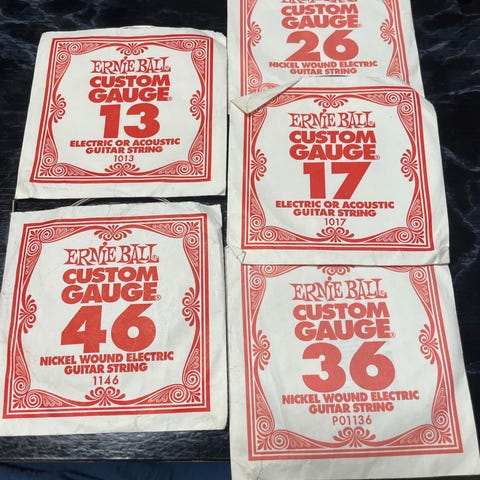 ERNIE BALL
CUSTOM
GAUGE®
13
ELECTRIC OR ACOUSTIC
GUITAR STRING
1013
CUSTOM
GAUGE®
26
NICKEL WOUND ELECTRIC
GUITAR STRING
ERNIE BALL
CUSTOM
GAUGE®
17
ELECTRIC OR ACOUSTIC
GUITAR STRING
1017
ERNIE BALL
CUSTOM
GAUGE®
46
NICKEL WOUND ELECTRIC
GUITAR STRING
1146
ERNIE BALL
CUSTOM
GAUGE®
36
NICKEL WOUND ELECTRIC
GUITAR STRING
PO1136